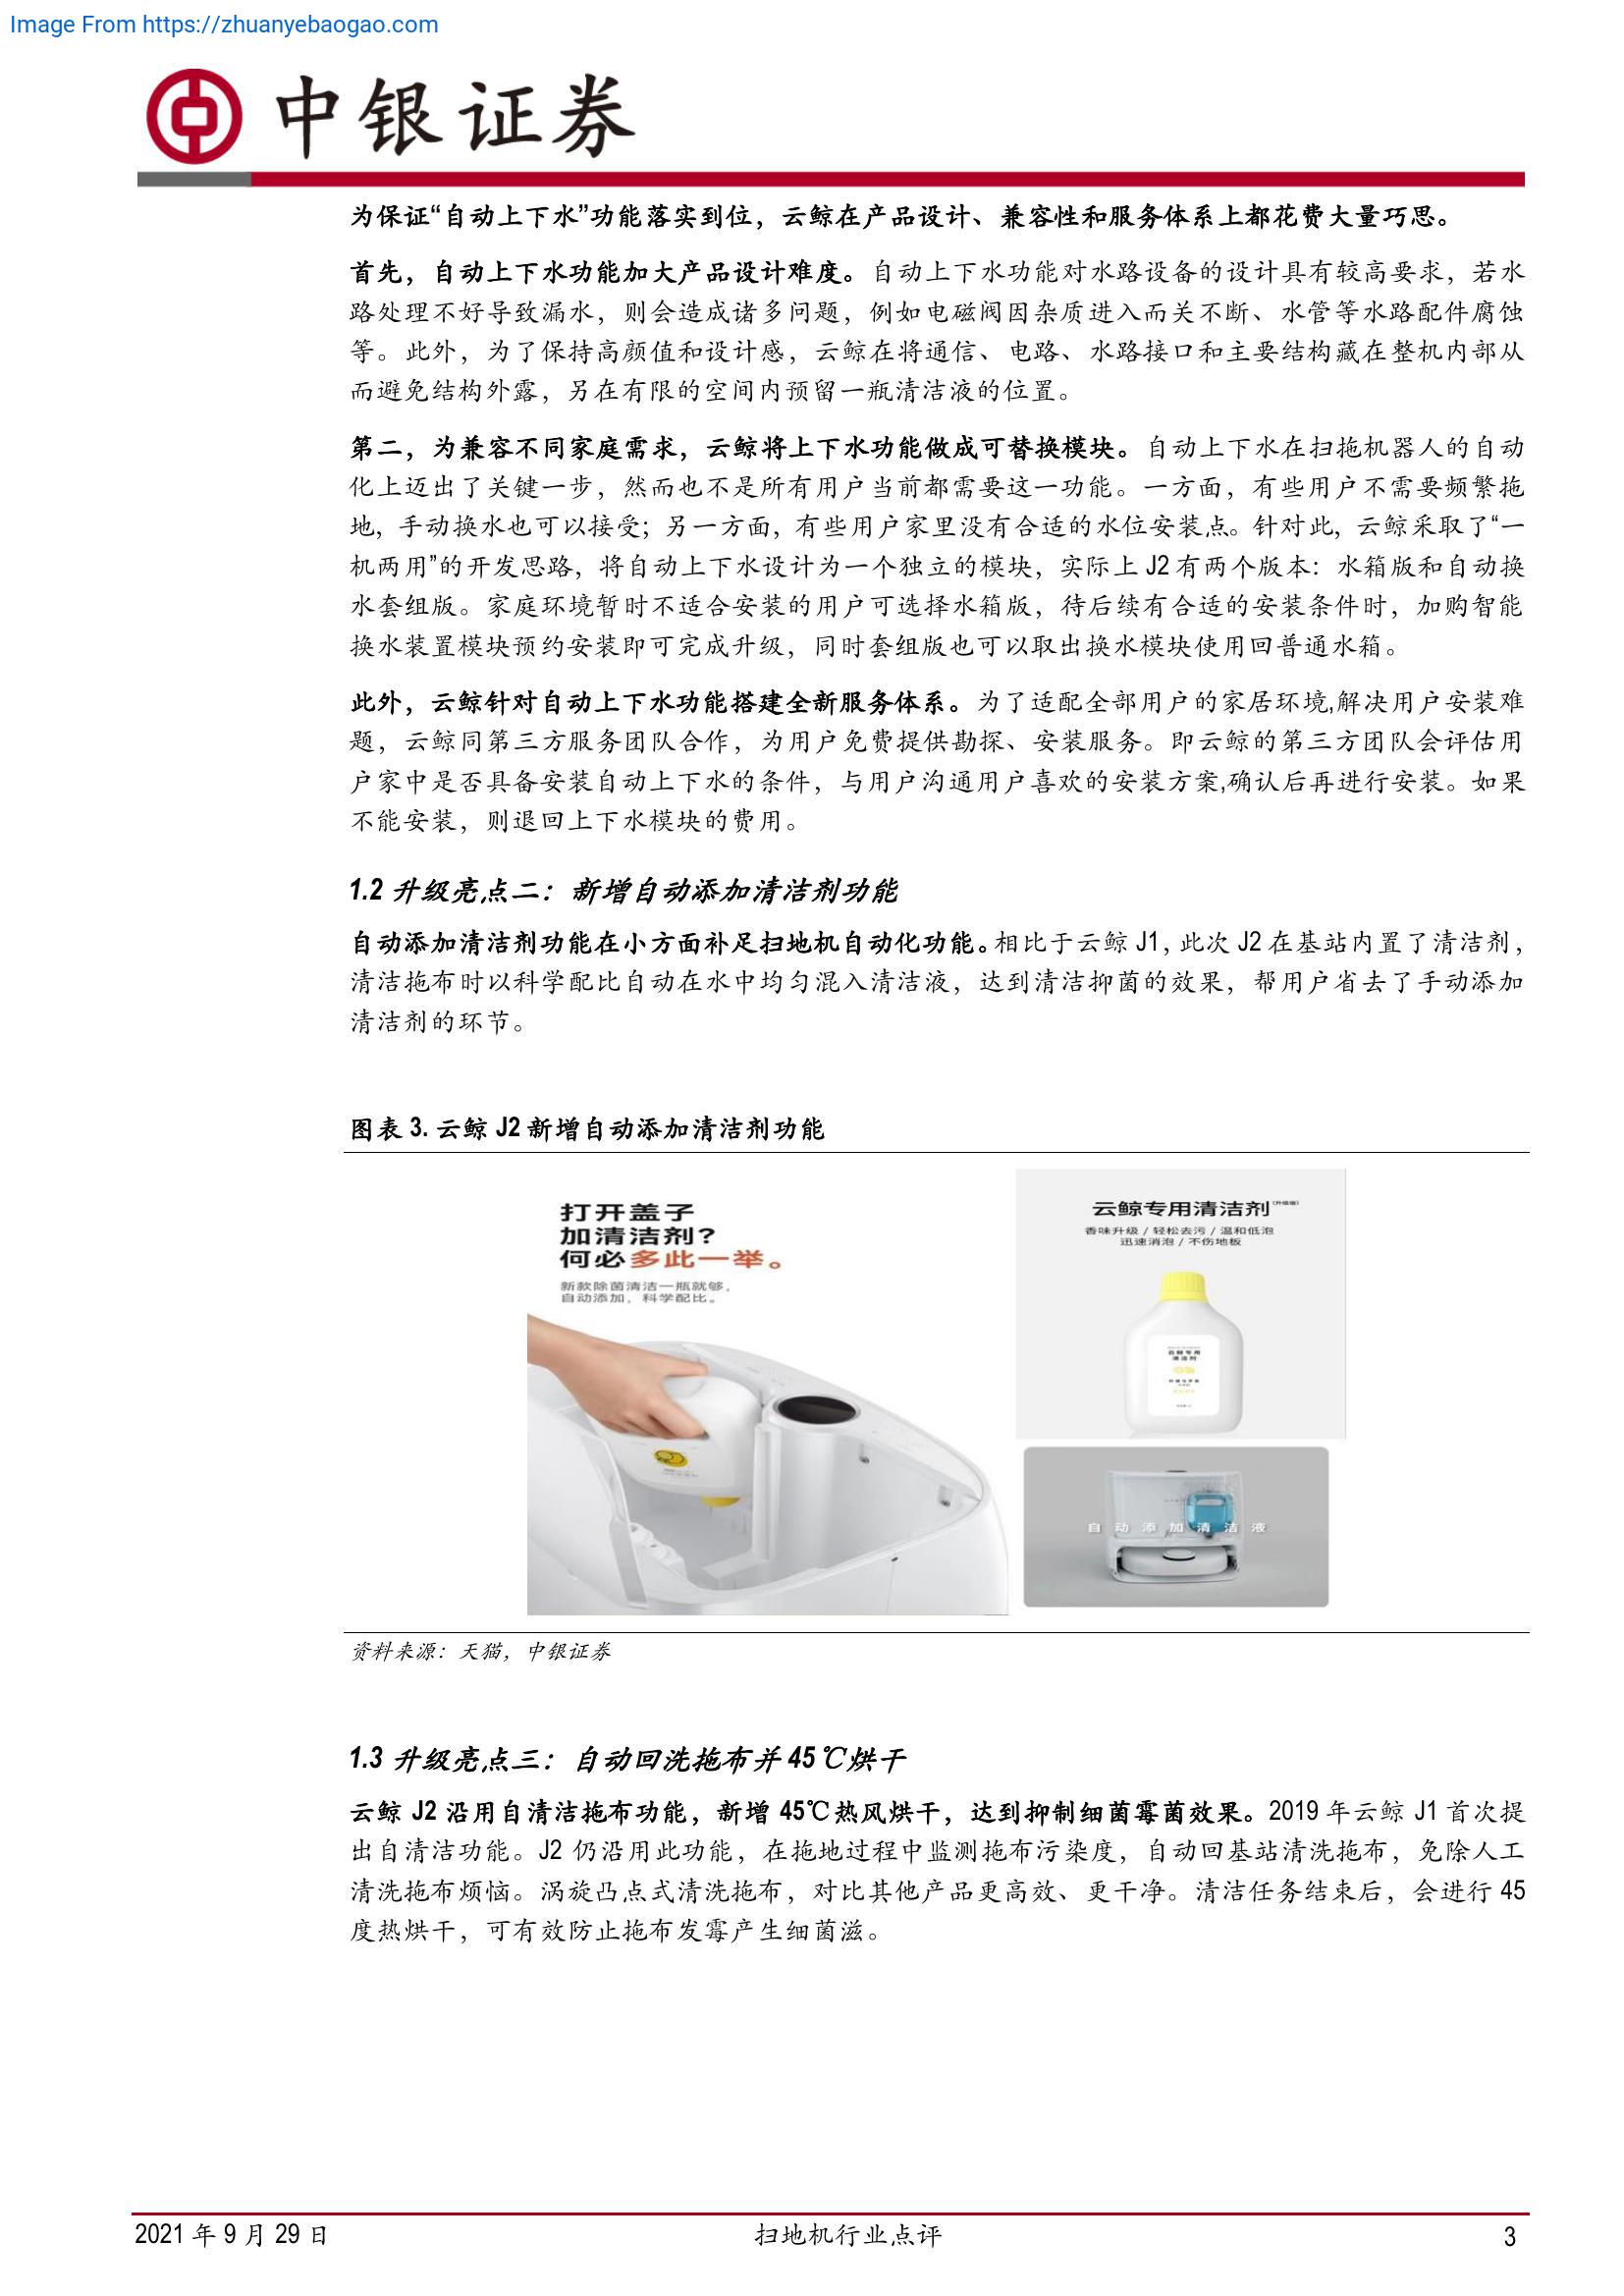 Image From https://zhuanyebaogao.com
中银证券
为保证“自动上下水”功能落实到位，云鲸在产品设计、兼容性和服务体系上都花费大量巧思。
首先，自动上下水功能加大产品设计难度。自动上下水功能对水路设备的设计具有较高要求，若水
路处理不好导致漏水，则会造成诸多问题，例如电磁阀因杂质进入而关不断、水管等水路配件腐蚀
等。此外，为了保持高颜值和设计感，云鲸在将通信、电路、水路接口和主要结构藏在整机内部从
而避免结构外露，另在有限的空间内预留一瓶清洁液的位置。
第二，为兼容不同家庭需求，云鲸将上下水功能做成可替换模块。自动上下水在扫拖机器人的自动
化上迈出了关键一步，然而也不是所有用户当前都需要这一功能。一方面，有些用户不需要频繁拖
地，手动换水也可以接受；另一方面，有些用户家里没有合适的水位安装点。针对此，云鲸采取了“一
机两用”的开发思路，将自动上下水设计为一个独立的模块，实际上 J2 有两个版本：水箱版和自动换
水套组版。家庭环境暂时不适合安装的用户可选择水箱版，待后续有合适的安装条件时，加购智能
换水装置模块预约安装即可完成升级，同时套组版也可以取出换水模块使用回普通水箱。
此外，云鲸针对自动上下水功能搭建全新服务体系。为了适配全部用户的家居环境,解决用户安装难
题，云鲸同第三方服务团队合作，为用户免费提供勘探、安装服务。即云鲸的第三方团队会评估用
户家中是否具备安装自动上下水的条件，与用户沟通用户喜欢的安装方案,确认后再进行安装。如果
不能安装，则退回上下水模块的费用。
1.2 升级亮点二：新增自动添加清洁剂功能
自动添加清洁剂功能在小方面补足扫地机自动化功能。相比于云鲸 J1，此次 J2 在基站内置了清洁剂，
清洁拖布时以科学配比自动在水中均匀混入清洁液，达到清洁抑菌的效果，帮用户省去了手动添加
清洁剂的环节。
图表 3. 云鲸 J2 新增自动添加清洁剂功能
打开盖子
加清洁剂？
何必多此一举。
新款除菌清洁一瓶就够，
自动添加，科学配比。
云鲸专用清洁剂(升级版)
香味升级 / 轻松去污 / 温和低泡
迅速消泡 / 不伤地板
云鲸专用
清洁剂
自动添加清洁液
资料来源：天猫，中银证券
1.3 升级亮点三：自动回洗拖布并 45℃烘干
云鲸 J2 沿用自清洁拖布功能，新增 45℃热风烘干，达到抑制细菌霉菌效果。2019 年云鲸 J1 首次提
出自清洁功能。J2 仍沿用此功能，在拖地过程中监测拖布污染度，自动回基站清洗拖布，免除人工
清洗拖布烦恼。涡旋凸点式清洗拖布，对比其他产品更高效、更干净。清洁任务结束后，会进行 45
度热烘干，可有效防止拖布发霉产生细菌滋。
2021 年 9 月 29 日
扫地机行业点评
3